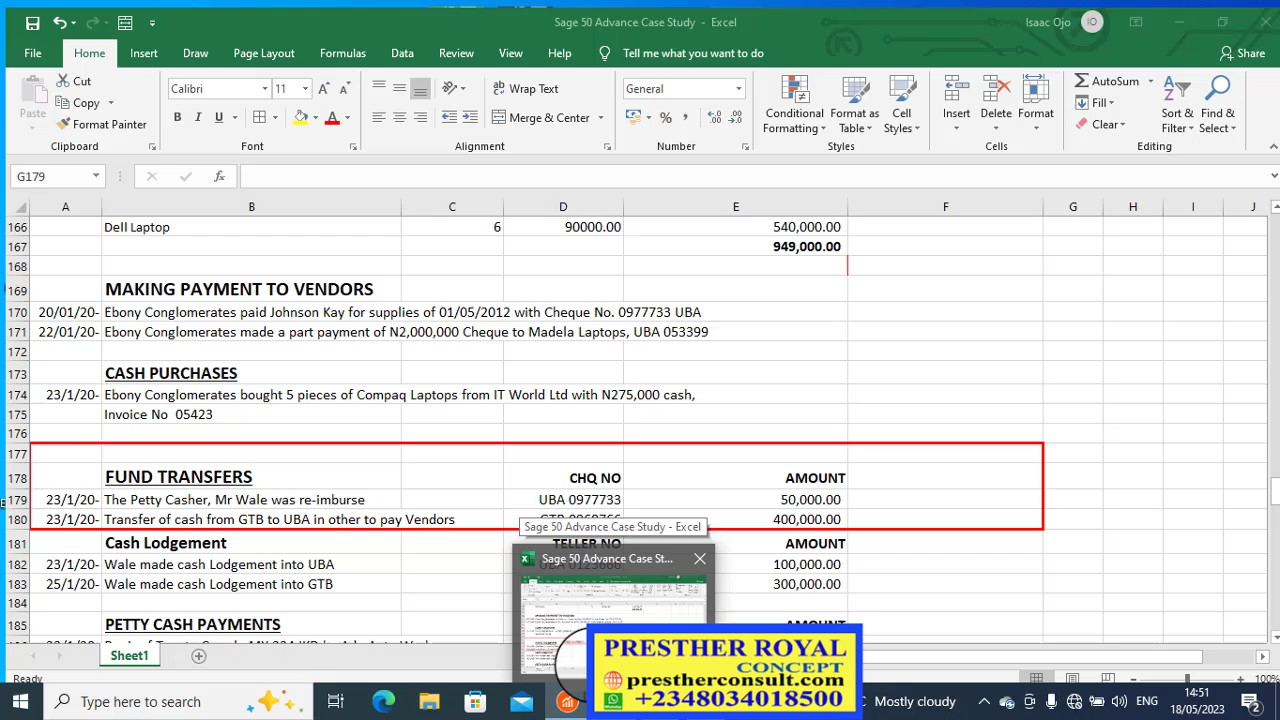 Sage 50 Advance Case Study - Excel
Isaac Ojo IO
File Home Insert Draw Page Layout Formulas Data Review View Help Tell me what you want to do Share
Paste Cut Copy Format Painter Clipboard
Calibri 11 A A B I U A Font
ab Wrap Text Merge & Center Alignment
General % , Number
Conditional Formatting Format as Table Cell Styles Styles
Insert Delete Format Cells
AutoSum Fill Clear Sort & Filter Find & Select Editing
G179 fx
A B C D E F G H I J
166 Dell Laptop 6 90000.00 540,000.00
167 949,000.00
168
169 MAKING PAYMENT TO VENDORS
170 20/01/20- Ebony Conglomerates paid Johnson Kay for supplies of 01/05/2012 with Cheque No. 0977733 UBA
171 22/01/20- Ebony Conglomerates made a part payment of N2,000,000 Cheque to Madela Laptops, UBA 053399
172
173 CASH PURCHASES
174 23/1/20- Ebony Conglomerates bought 5 pieces of Compaq Laptops from IT World Ltd with N275,000 cash,
175 Invoice No 05423
176
177
178 FUND TRANSFERS CHQ NO AMOUNT
179 23/1/20- The Petty Casher, Mr Wale was re-imburse UBA 0977733 50,000.00
180 23/1/20- Transfer of cash from GTB to UBA in other to pay Vendors 400,000.00
Sage 50 Advance Case Study - Excel
181 Cash Lodgement TELLER NO AMOUNT
Sage 50 Advance Case St...
182 23/1/20- Wale made cash Lodgement into UBA 100,000.00
183 25/1/20- Wale made cash Lodgement into GTB 300,000.00
184
185 PETTY CASH PAYMENTS
Sheet1
Ready 100%
PRESTHER ROYAL
CONCEPT
prestherconsult.com
+2348034018500
Type here to search
Mostly cloudy ENG 14:51
18/05/2023 2